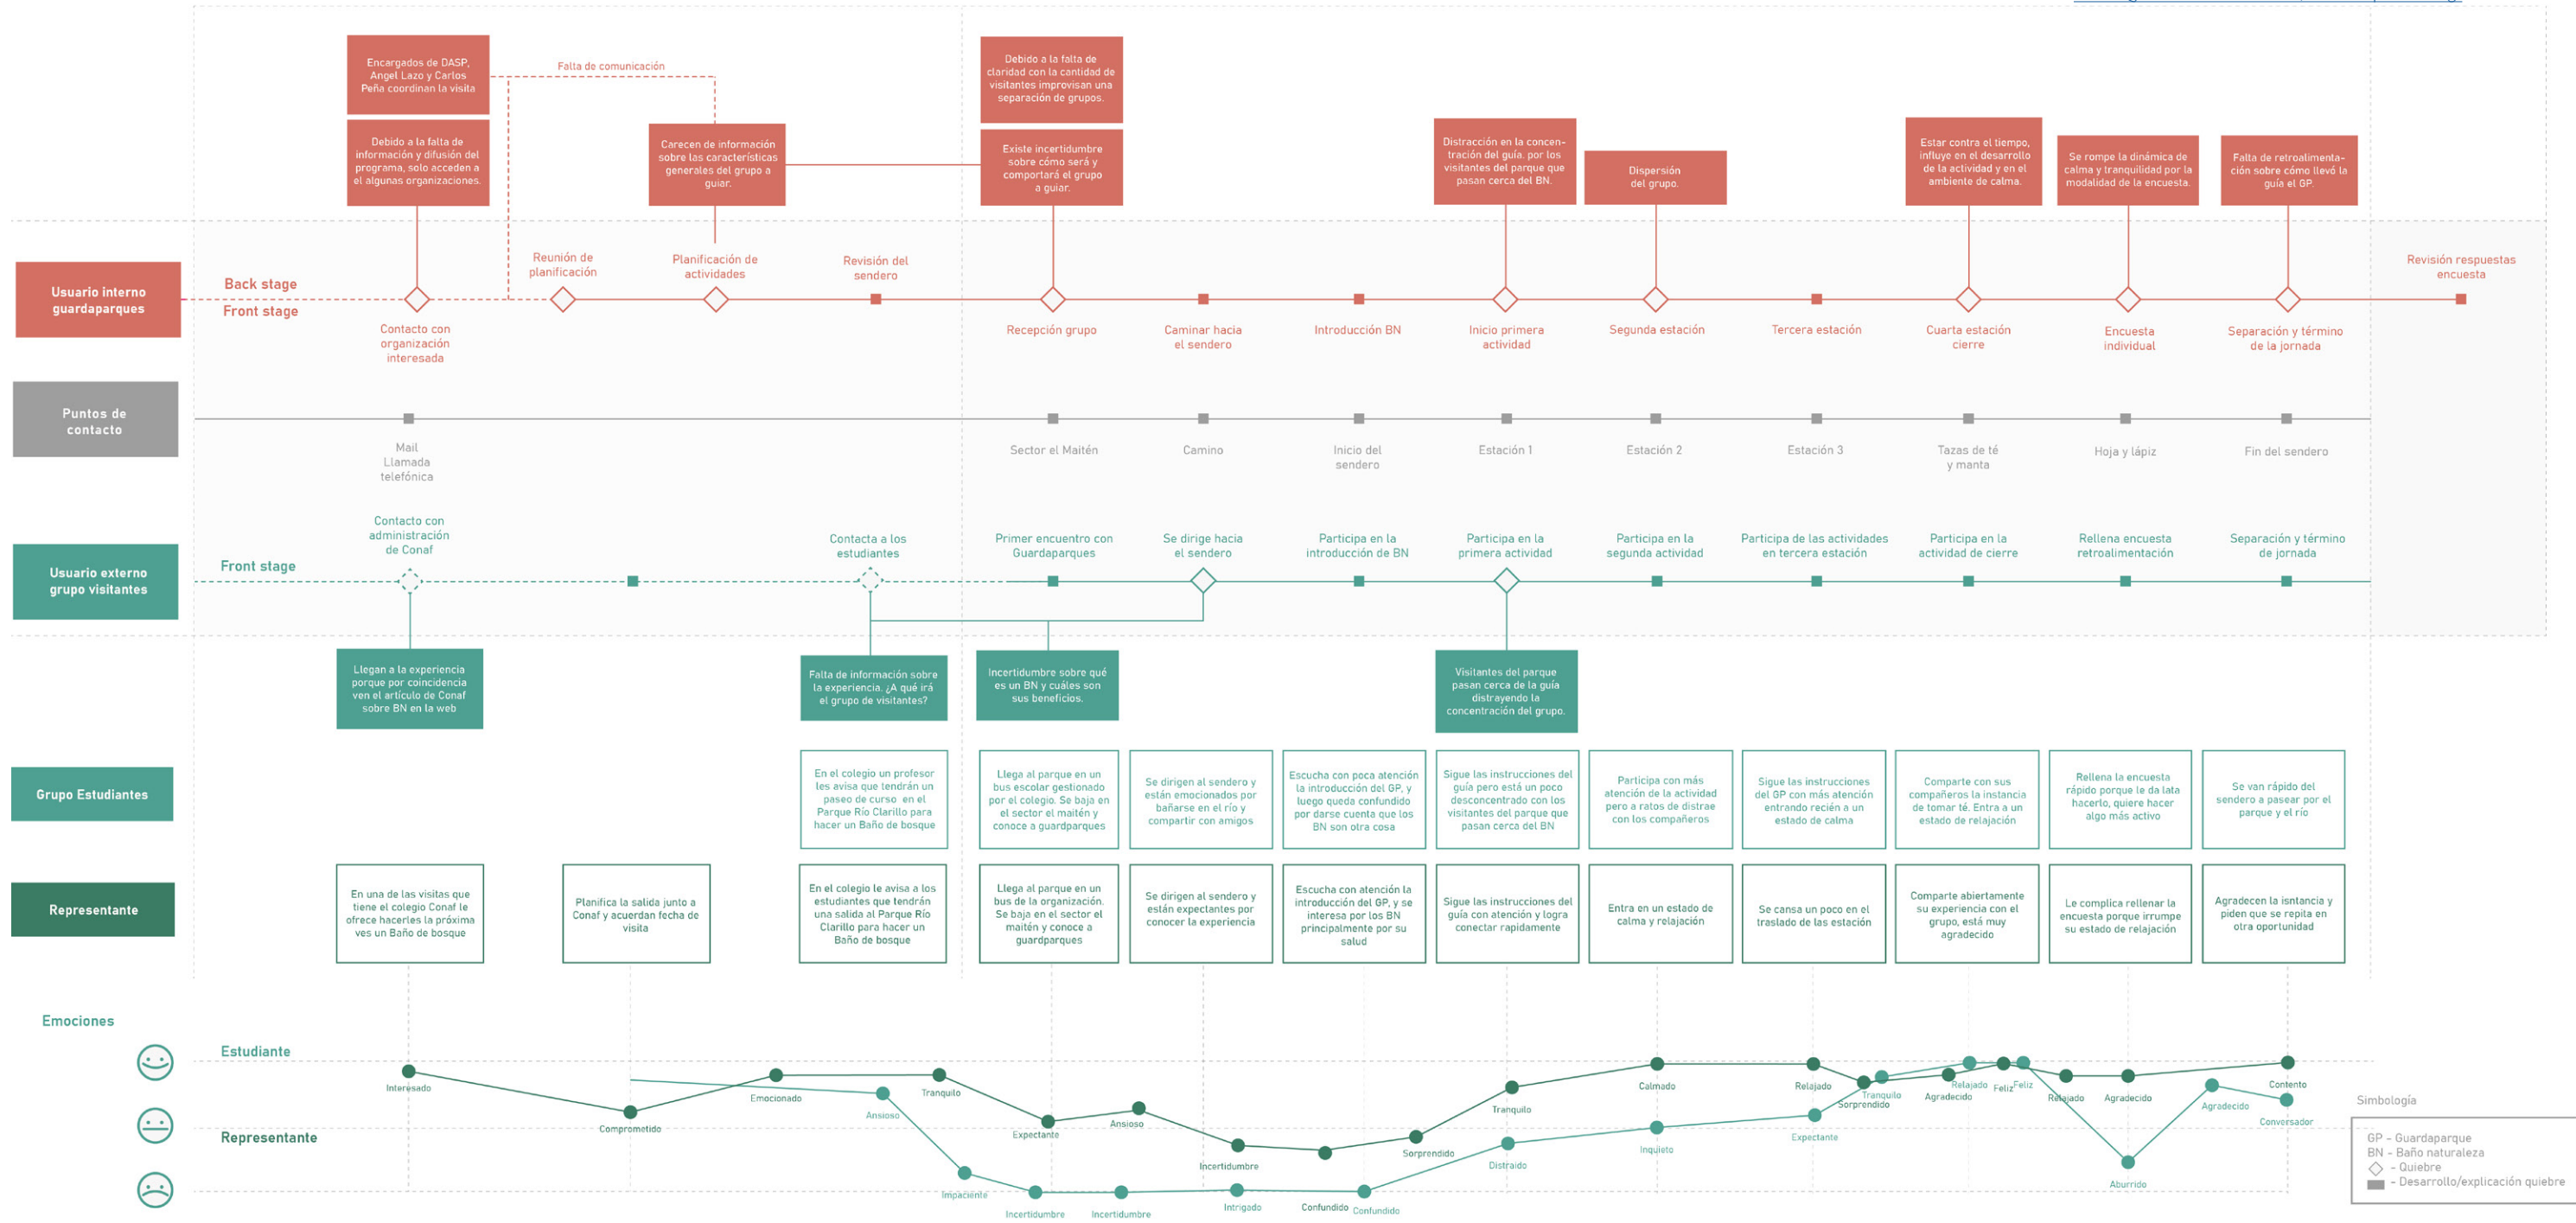 Encargados de DASP,
Angel Lazo y Carlos
Peña coordinan la visita
Falta de comunicación
Debido a la falta de
claridad con la cantidad de
visitantes improvisan una
separación de grupos.
Debido a la falta de
información y difusión del
programa, solo acceden a
el algunas organizaciones.
Carecen de información
sobre las características
generales del grupo a
guiar.
Existe incertidumbre
sobre cómo será y
comportará el grupo
a guiar.
Distracción en la concen-
tración del guía. por los
visitantes del parque que
pasan cerca del BN.
Dispersión
del grupo.
Estar contra el tiempo,
influye en el desarrollo
de la actividad y en el
ambiente de calma.
Se rompe la dinámica de
calma y tranquilidad por la
modalidad de la encuesta.
Falta de retroalimenta-
ción sobre cómo llevó la
guía el GP.
Usuario interno
guardaparques
Back stage
Front stage
Contacto con
organización
interesada
Reunión de
planificación
Planificación de
actividades
Revisión del
sendero
Recepción grupo
Caminar hacia
el sendero
Introducción BN
Inicio primera
actividad
Segunda estación
Tercera estación
Cuarta estación
cierre
Encuesta
individual
Separación y término
de la jornada
Revisión respuestas
encuesta
Puntos de
contacto
Mail
Llamada
telefónica
Sector el Maitén
Camino
Inicio del
sendero
Estación 1
Estación 2
Estación 3
Tazas de té
y manta
Hoja y lápiz
Fin del sendero
Usuario externo
grupo visitantes
Front stage
Contacto con
administración
de Conaf
Contacta a los
estudiantes
Primer encuentro con
Guardaparques
Se dirige hacia
el sendero
Participa en la
introducción de BN
Participa en la
primera actividad
Participa en la
segunda actividad
Participa de las actividades
en tercera estación
Participa en la
actividad de cierre
Rellena encuesta
retroalimentación
Separación y término
de jornada
Llegan a la experiencia
porque por coincidencia
ven el artículo de Conaf
sobre BN en la web
Falta de información sobre
la experiencia. ¿A qué irá
el grupo de visitantes?
Incertidumbre sobre qué
es un BN y cuáles son
sus beneficios.
Visitantes del parque
pasan cerca de la guía
distrayendo la
concentración del grupo.
Grupo Estudiantes
En el colegio un profesor
les avisa que tendrán un
paseo de curso en el
Parque Río Clarillo para
hacer un Baño de bosque
Llega al parque en un
bus escolar gestionado
por el colegio. Se baja en
el sector el maitén y
conoce a guardparques
Se dirigen al sendero y
están emocionados por
bañarse en el río y
compartir con amigos
Escucha con poca atención
la introducción del GP, y
luego queda confundido
por darse cuenta que los
BN son otra cosa
Sigue las instrucciones del
guía pero está un poco
desconcentrado con los
visitantes del parque que
pasan cerca del BN
Participa con más
atención de la actividad
pero a ratos de distrae
con los compañeros
Sigue las instrucciones
del GP con más atención
entrando recién a un
estado de calma
Comparte con sus
compañeros la instancia
de tomar té. Entra a un
estado de relajación
Rellena la encuesta
rápido porque le da lata
hacerlo, quiere hacer
algo más activo
Se van rápido del
sendero a pasear por el
parque y el río
Representante
En una de las visitas que
tiene el colegio Conaf le
ofrece hacerles la próxima
ves un Baño de bosque
Planifica la salida junto a
Conaf y acuerdan fecha de
visita
En el colegio le avisa a los
estudiantes que tendrán
una salida al Parque Río
Clarillo para hacer un
Baño de bosque
Llega al parque en un
bus de la organización.
Se baja en el sector el
maitén y conoce a
guardparques
Se dirigen al sendero y
están expectantes por
conocer la experiencia
Escucha con atención la
introducción del GP, y se
interesa por los BN
principalmente por su
salud
Sigue las instrucciones del
guía con atención y logra
conectar rapidamente
Entra en un estado de
calma y relajación
Se cansa un poco en el
traslado de las estación
Comparte abiertamente
su experiencia con el
grupo, está muy
agradecido
Le complica rellenar la
encuesta porque irrumpe
su estado de relajación
Agradecen la isntancia y
piden que se repita en
otra oportunidad
Emociones
Estudiante
Representante
Interesado
Comprometido
Emocionado
Ansioso
Tranquilo
Impaciente
Expectante
Incertidumbre
Ansioso
Incertidumbre
Incertidumbre
Intrigado
Confundido
Confundido
Sorprendido
Tranquilo
Distraido
Calmado
Inquieto
Relajado
Expectante
Sorprendido
Tranquilo
Agradecido
Relajado
Feliz
Feliz
Relajado
Agradecido
Aburrido
Agradecido
Contento
Conversador
Simbología
GP - Guardaparque
BN - Baño naturaleza
- Quiebre
- Desarrollo/explicación quiebre